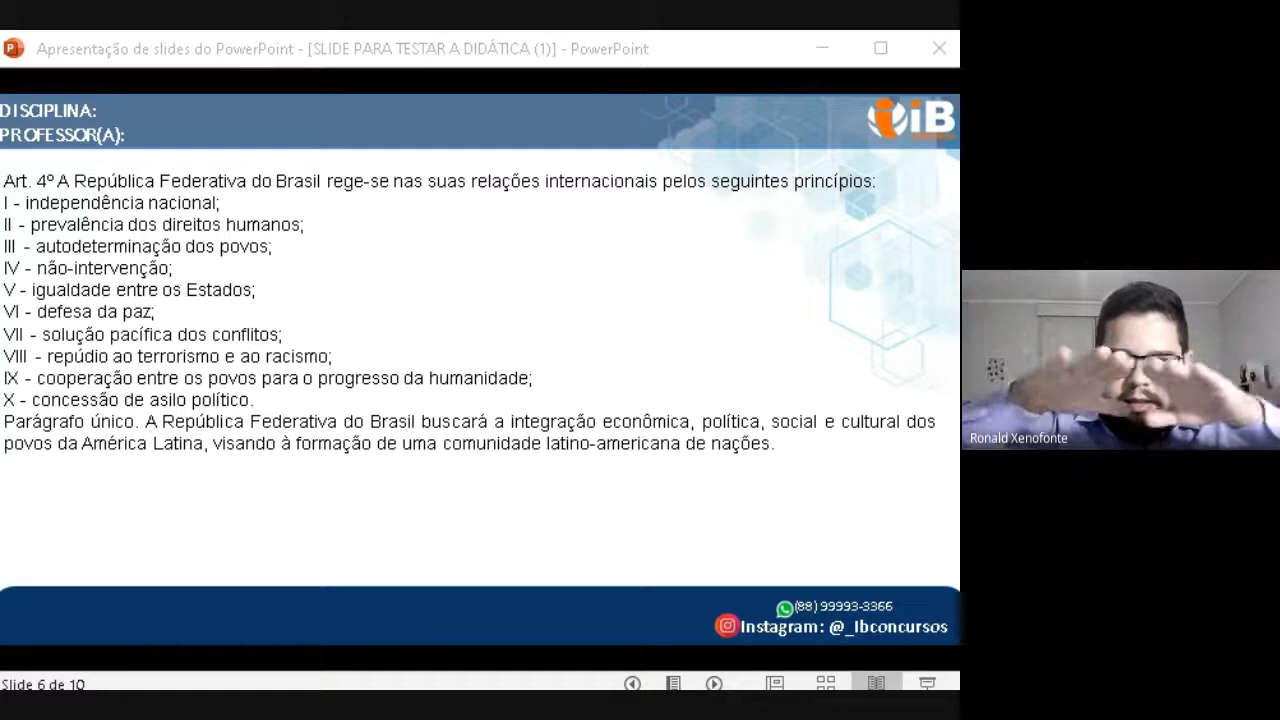 Apresentação de slides do PowerPoint - [SLIDE PARA TESTAR A DIDÁTICA (1)] - PowerPoint
DISCIPLINA:
PROFESSOR(A):
iB
Art. 4º A República Federativa do Brasil rege-se nas suas relações internacionais pelos seguintes princípios:
I - independência nacional;
II - prevalência dos direitos humanos;
III - autodeterminação dos povos;
IV - não-intervenção;
V - igualdade entre os Estados;
VI - defesa da paz;
VII - solução pacífica dos conflitos;
VIII - repúdio ao terrorismo e ao racismo;
IX - cooperação entre os povos para o progresso da humanidade;
X - concessão de asilo político.
Parágrafo único. A República Federativa do Brasil buscará a integração econômica, política, social e cultural dos
povos da América Latina, visando à formação de uma comunidade latino-americana de nações.
Ronald Xenofonte
(88) 99993-3366
Instagram: @_Ibconcursos
Slide 6 de 10